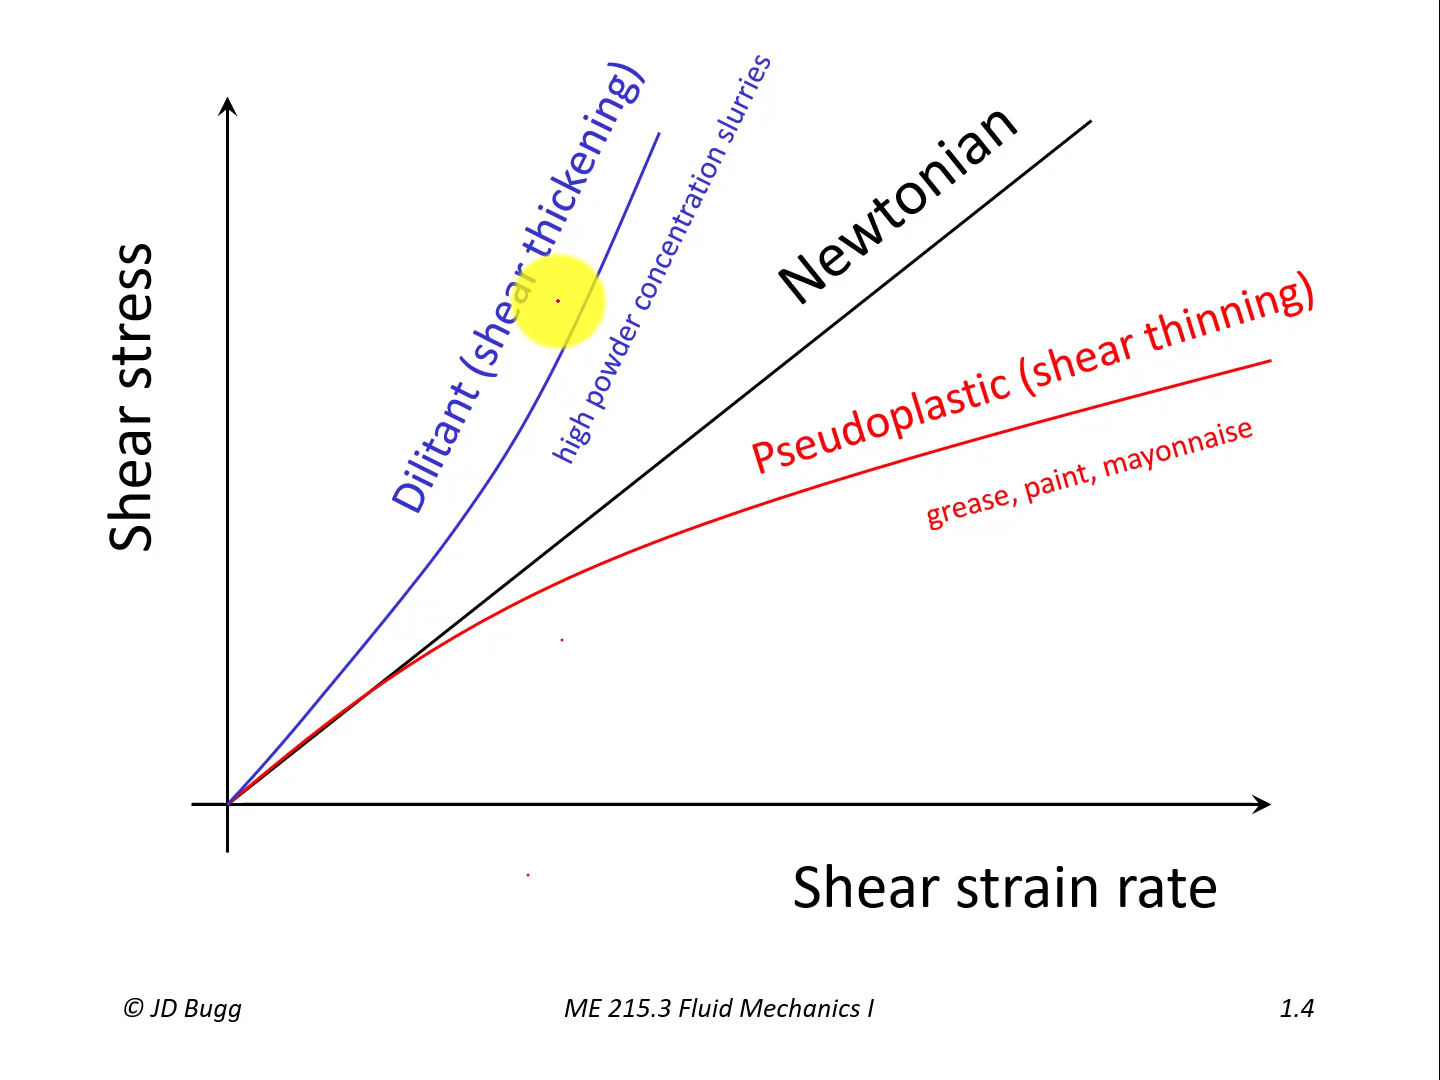 Shear stress
Dilitant (shear thickening)
high powder concentration slurries
Newtonian
Pseudoplastic (shear thinning)
grease, paint, mayonnaise
Shear strain rate
© JD Bugg
ME 215.3 Fluid Mechanics I
1.4